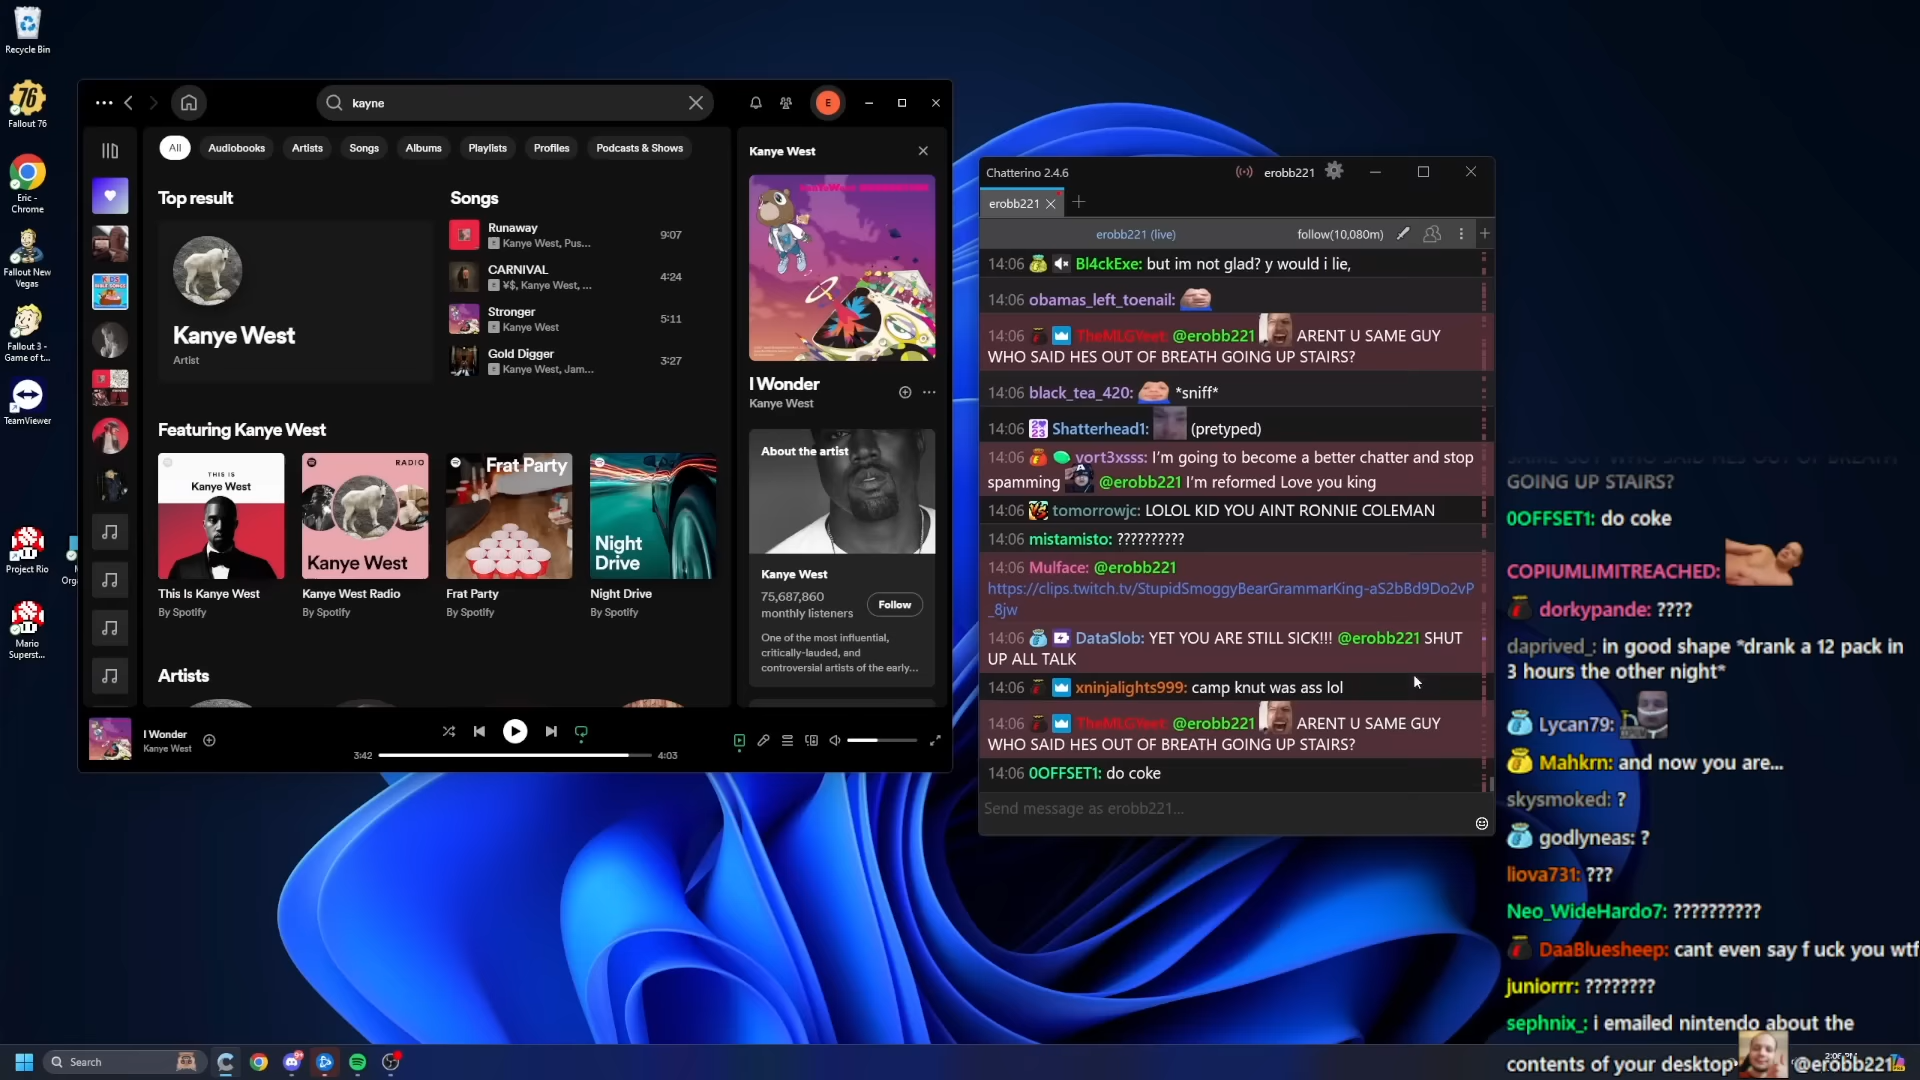 Recycle Bin
Fallout 76
Eric -
Chrome
Fallout New
Vegas
Fallout 3 -
Game of t...
TeamViewer
Project Rio
Mario
Superst...
kayne
E
All
Audiobooks
Artists
Songs
Albums
Playlists
Profiles
Podcasts & Shows
Top result
Kanye West
Artist
Songs
Runaway
Kanye West, Pus...
9:07
CARNIVAL
¥$, Kanye West, ...
4:24
Stronger
Kanye West
5:11
Gold Digger
Kanye West, Jam...
3:27
Featuring Kanye West
THIS IS
Kanye West
This Is Kanye West
By Spotify
RADIO
Kanye West
Kanye West Radio
By Spotify
Frat Party
Frat Party
By Spotify
Night
Drive
Night Drive
By Spotify
Artists
Kanye West
I Wonder
Kanye West
About the artist
Kanye West
75,687,860
monthly listeners
Follow
One of the most influential,
critically-lauded, and
controversial artists of the early...
I Wonder
Kanye West
3:42
4:03
Chatterino 2.4.6
erobb221
erobb221
erobb221 (live)
follow(10,080m)
14:06 Bl4ckExe: but im not glad? y would i lie,
14:06 obamas_left_toenail:
14:06 TheMLGYeet: @erobb221 ARENT U SAME GUY
WHO SAID HES OUT OF BREATH GOING UP STAIRS?
14:06 black_tea_420: *sniff*
14:06 Shatterhead1: (pretyped)
14:06 vort3xsss: I'm going to become a better chatter and stop
spamming @erobb221 I'm reformed Love you king
14:06 tomorrowjc: LOLOL KID YOU AINT RONNIE COLEMAN
14:06 mistamisto: ??????????
14:06 Mulface: @erobb221
https://clips.twitch.tv/StupidSmoggyBearGrammarKing-aS2bBd9Do2vP
_8jw
14:06 DataSlob: YET YOU ARE STILL SICK!!! @erobb221 SHUT
UP ALL TALK
14:06 xninjalights999: camp knut was ass lol
14:06 TheMLGYeet: @erobb221 ARENT U SAME GUY
WHO SAID HES OUT OF BREATH GOING UP STAIRS?
14:06 0OFFSET1: do coke
Send message as erobb221...
SAME GUY WHO SAID HES OUT OF BREATH
GOING UP STAIRS?
0OFFSET1: do coke
COPIUMLIMITREACHED:
dorkypande: ????
daprived_: in good shape *drank a 12 pack in
3 hours the other night*
Lycan79:
Mahkrn: and now you are...
skysmoked: ?
godlyneas: ?
liova731: ???
Neo_WideHardo7: ??????????
DaaBluesheep: cant even say f uck you wtf
juniorrr: ????????
sephnix_: i emailed nintendo about the
contents of your desktop @erobb221
Search